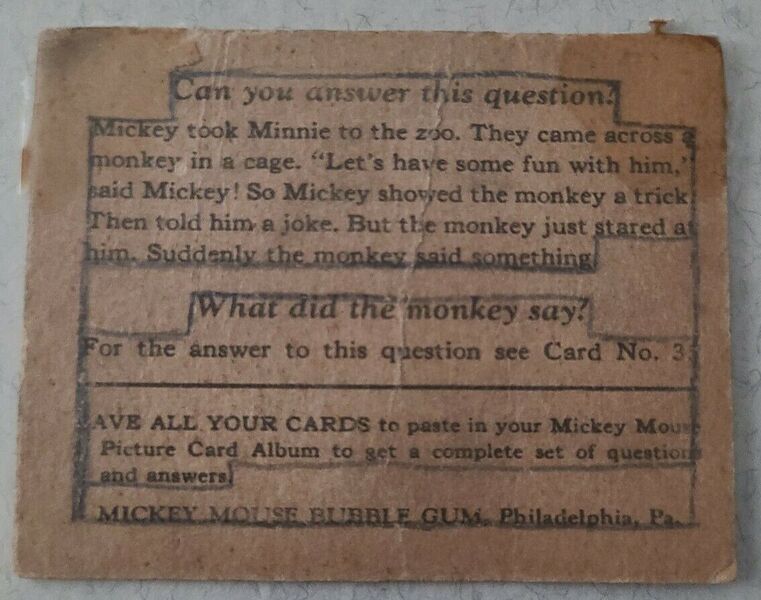 Can you answer this question?
Mickey took Minnie to the zoo. They came across a
monkey in a cage. "Let's have some fun with him,"
said Mickey! So Mickey showed the monkey a trick
Then told him a joke. But the monkey just stared at
him. Suddenly the monkey said something
What did the monkey say?
For the answer to this question see Card No.
AVE ALL YOUR CARDS to paste in your Mickey Mouse
Picture Card Album to get a complete set of questions
and answers.
MICKEY MOUSE BUBBLE GUM, Philadelphia, Pa.